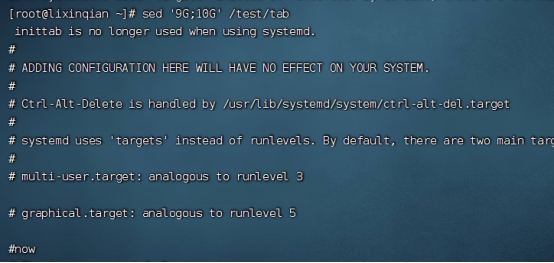 [root@lixinqian ~]# sed '9G;10G' /test/tab
inittab is no longer used when using systemd.
#
# ADDING CONFIGURATION HERE WILL HAVE NO EFFECT ON YOUR SYSTEM.
#
# Ctrl-Alt-Delete is handled by /usr/lib/systemd/system/ctrl-alt-del.target
#
# systemd uses 'targets' instead of runlevels. By default, there are two main targ
#
# multi-user.target: analogous to runlevel 3
# graphical.target: analogous to runlevel 5
#now